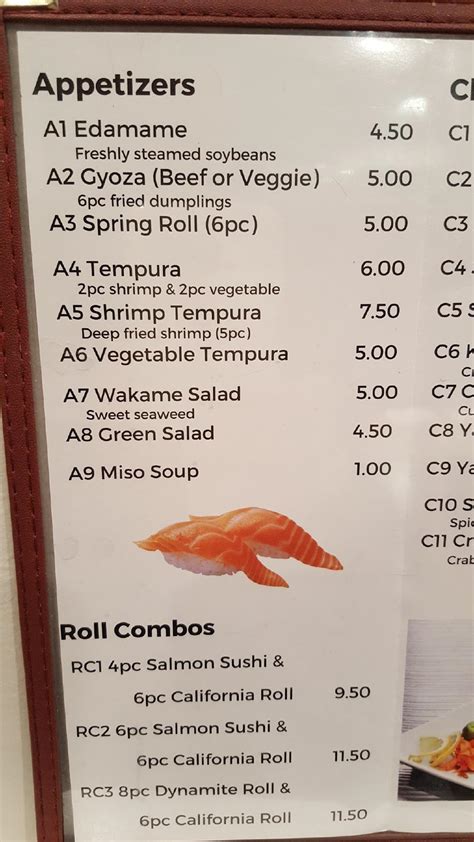 Appetizers
A1 Edamame 4.50
Freshly steamed soybeans
A2 Gyoza (Beef or Veggie) 5.00
6pc fried dumplings
A3 Spring Roll (6pc) 5.00
A4 Tempura 6.00
2pc shrimp & 2pc vegetable
A5 Shrimp Tempura 7.50
Deep fried shrimp (5pc)
A6 Vegetable Tempura 5.00
A7 Wakame Salad 5.00
Sweet seaweed
A8 Green Salad 4.50
A9 Miso Soup 1.00
Roll Combos
RC1 4pc Salmon Sushi &
6pc California Roll 9.50
RC2 6pc Salmon Sushi &
6pc California Roll 11.50
RC3 8pc Dynamite Roll &
6pc California Roll 11.50
C1
C2
C3
C4
C5
C6
C7
C8
C9
C10
C11